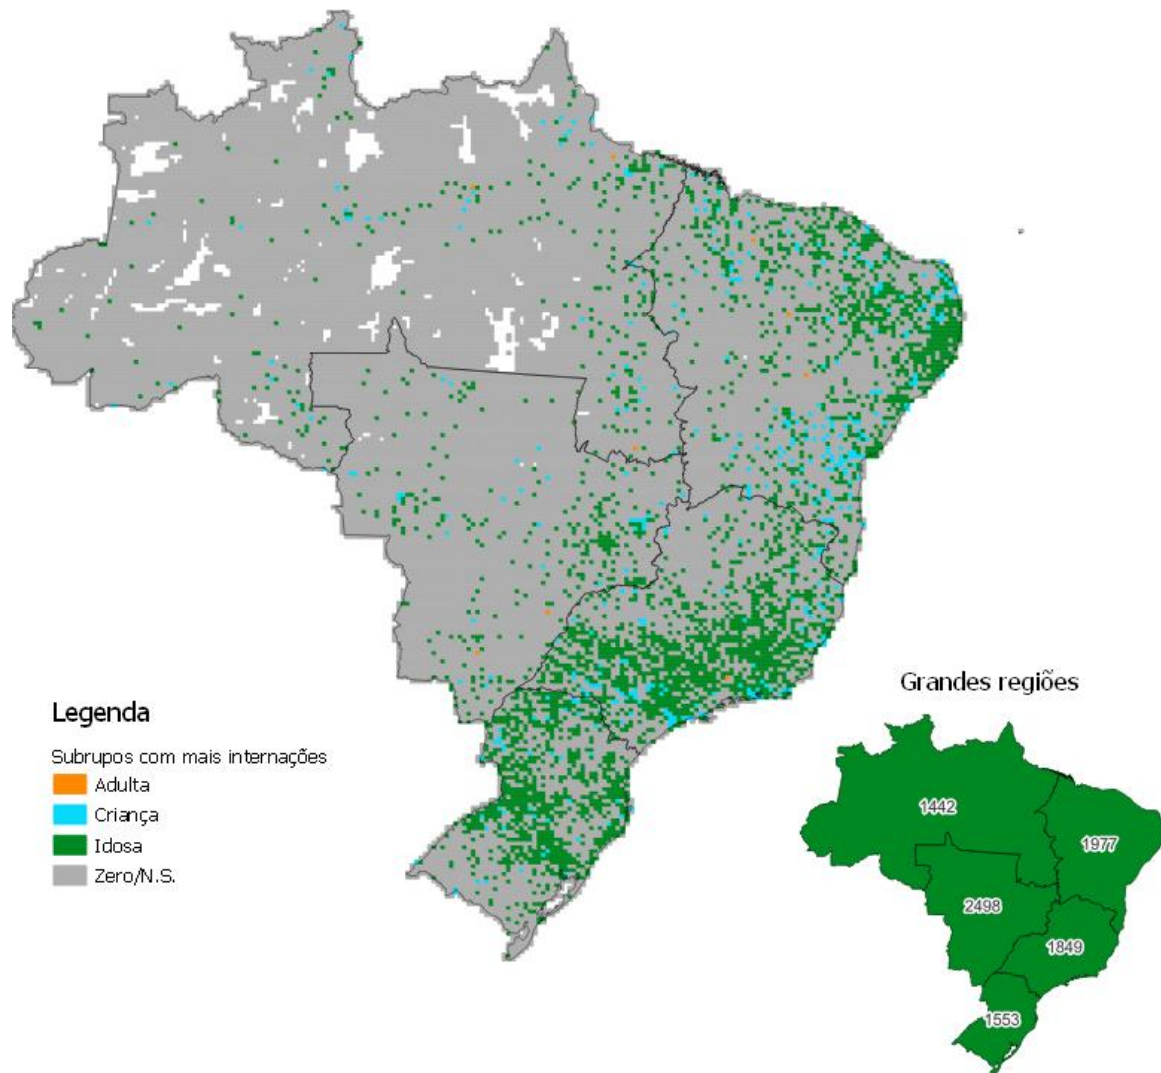 Legenda
Subrupos com mais internações
Adulta
Criança
Idosa
Zero/N.S.
Grandes regiões
1442
1977
2498
1849
1553